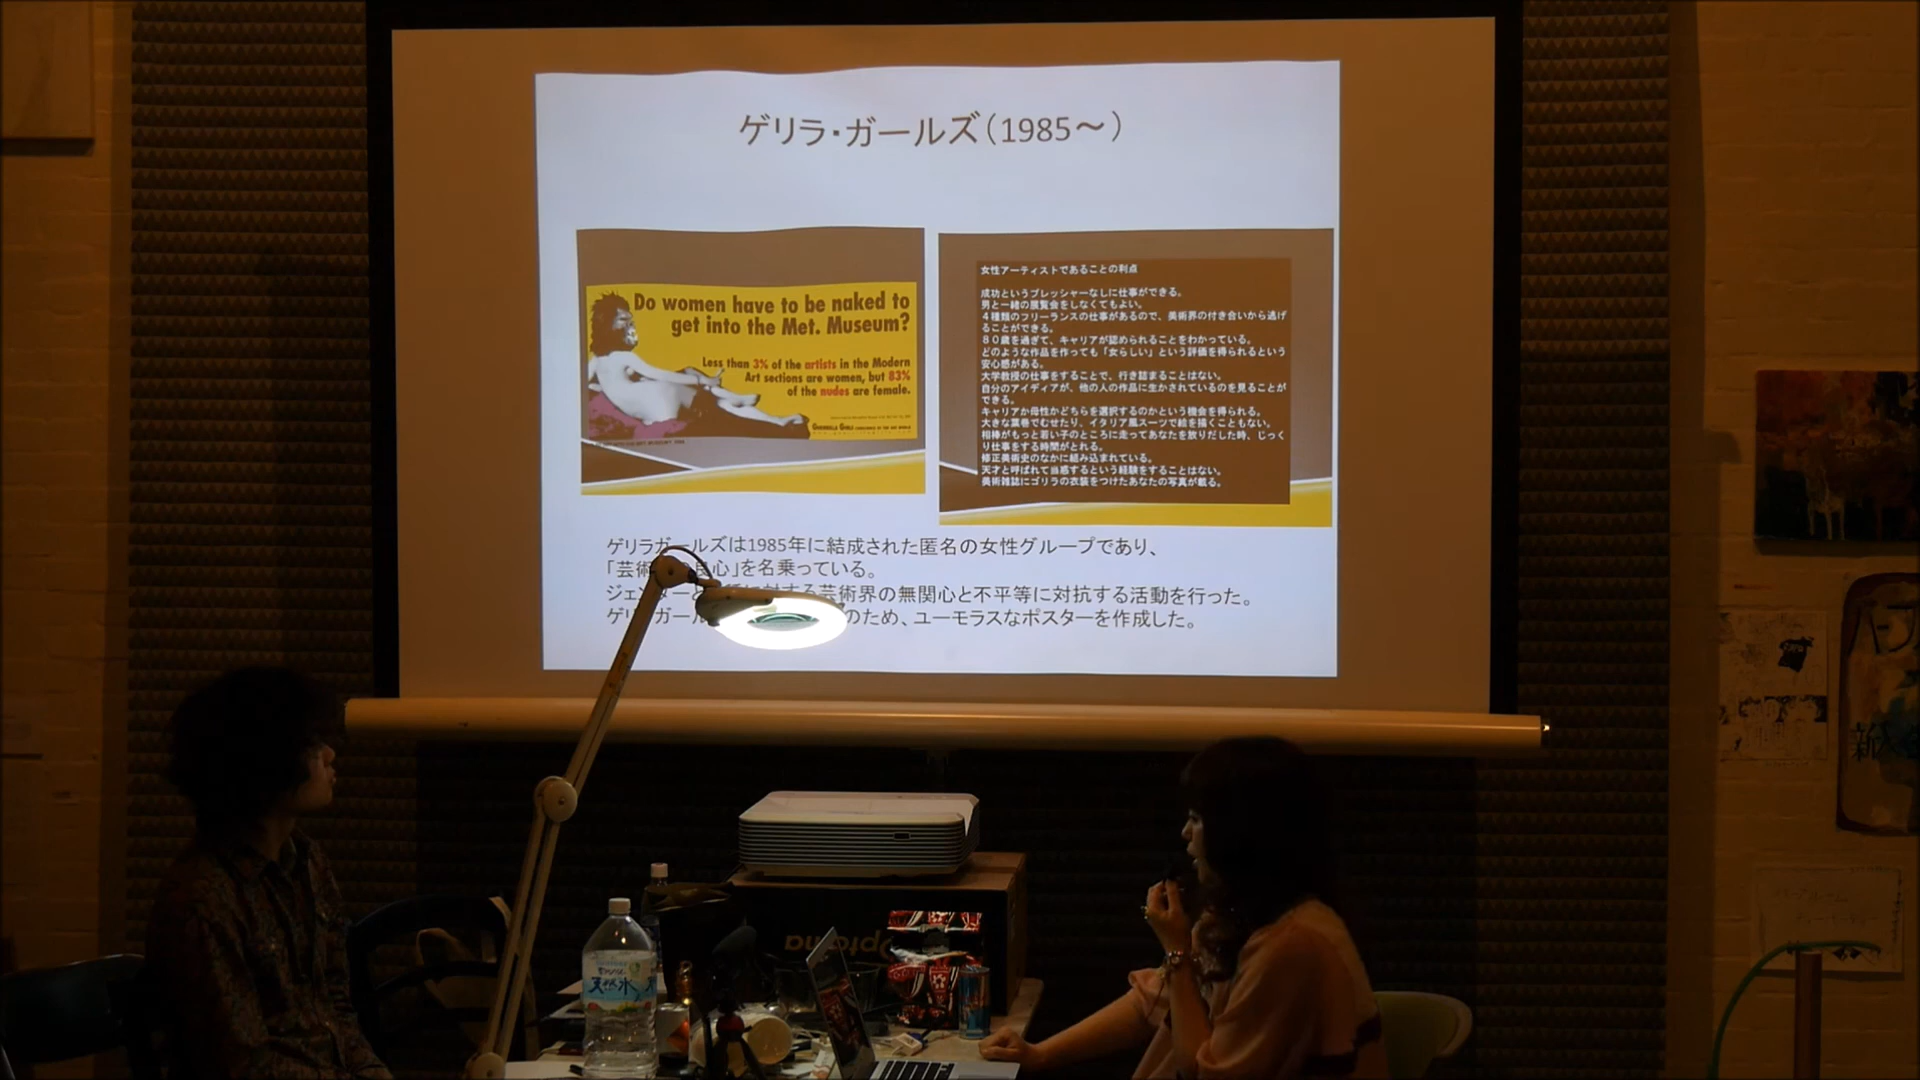 ゲリラ・ガールズ（1985～）
Do women have to be naked to
get into the Met. Museum?
Less than 3% of the artists in the Modern
Art sections are women, but 83%
of the nudes are female.
GUERRILLA GIRLS CONSCIENCE OF THE ART WORLD
女性アーティストであることの利点
成功というプレッシャーなしに仕事ができる。
男と一緒の展覧会をしなくてもよい。
４種類のフリーランスの仕事があるので、美術界の付き合いから逃げ
ることができる。
８０歳を過ぎて、キャリアが認められることをわかっている。
どのような作品を作っても「女らしい」という評価を得られるという
安心感がある。
大学教授の仕事をすることで、行き詰まることはない。
自分のアイディアが、他の人の作品に生かされているのを見ることが
できる。
キャリアか母性かどちらを選択するのかという機会を得られる。
大きな葉巻でむせたり、イタリア風スーツで絵を描くこともない。
相棒がもっと若い子のところに走ってあなたを放りだした時、じっく
り仕事をする時間がとれる。
修正美術史のなかに組み込まれている。
天才と呼ばれて当惑するという経験をすることはない。
美術雑誌にゴリラの衣装をつけたあなたの写真が載る。
ゲリラガールズは1985年に結成された匿名の女性グループであり、
「芸術 良心」を名乗っている。
ジェンダーと 対する芸術界の無関心と不平等に対抗する活動を行った。
ゲリラガール のため、ユーモラスなポスターを作成した。
天然水
optoma